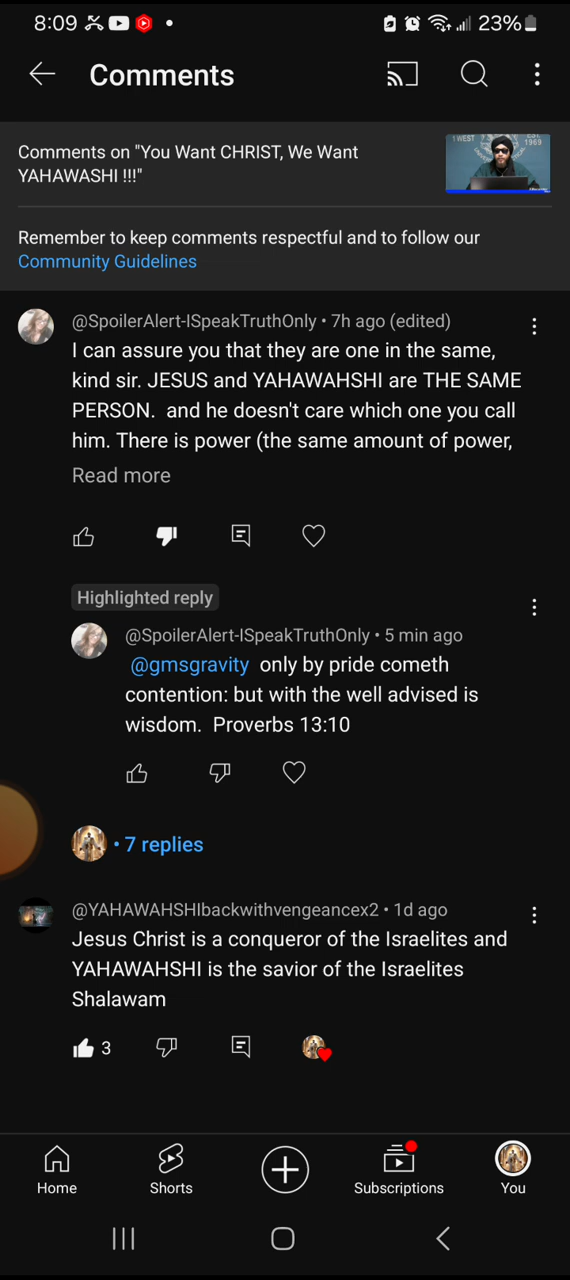 8:09
23%
Comments
Comments on "You Want CHRIST, We Want
YAHAWASHI !!!"
1 WEST
1969
Remember to keep comments respectful and to follow our
Community Guidelines
@SpoilerAlert-ISpeakTruthOnly • 7h ago (edited)
I can assure you that they are one in the same,
kind sir. JESUS and YAHAWAHSHI are THE SAME
PERSON.  and he doesn't care which one you call
him. There is power (the same amount of power,
Read more
Highlighted reply
@SpoilerAlert-ISpeakTruthOnly • 5 min ago
@gmsgravity  only by pride cometh
contention: but with the well advised is
wisdom.  Proverbs 13:10
• 7 replies
@YAHAWAHSHIbackwithvengeancex2 • 1d ago
Jesus Christ is a conqueror of the Israelites and
YAHAWAHSHI is the savior of the Israelites
Shalawam
3
Home
Shorts
Subscriptions
You